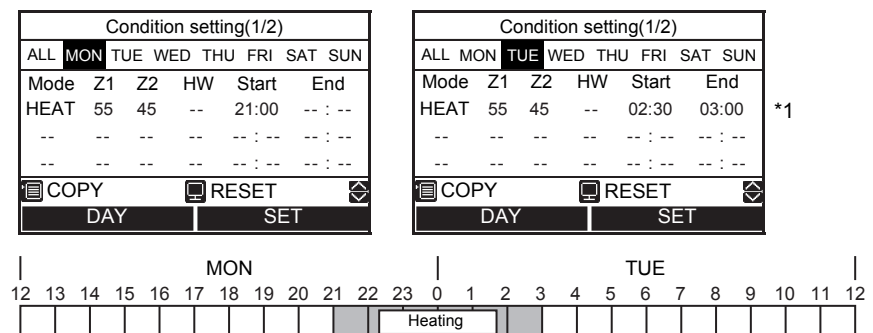 Condition setting(1/2)
ALL MON TUE WED THU FRI SAT SUN
Mode Z1 Z2 HW Start End
HEAT 55 45 -- 21:00 -- : --
-- -- -- -- -- : -- -- : --
-- -- -- -- -- : -- -- : --
COPY RESET
DAY SET
Condition setting(1/2)
ALL MON TUE WED THU FRI SAT SUN
Mode Z1 Z2 HW Start End
HEAT 55 45 -- 02:30 03:00
-- -- -- -- -- : -- -- : --
-- -- -- -- -- : -- -- : --
COPY RESET
DAY SET
*1
MON TUE
12 13 14 15 16 17 18 19 20 21 22 23 0 1 2 3 4 5 6 7 8 9 10 11 12
Heating